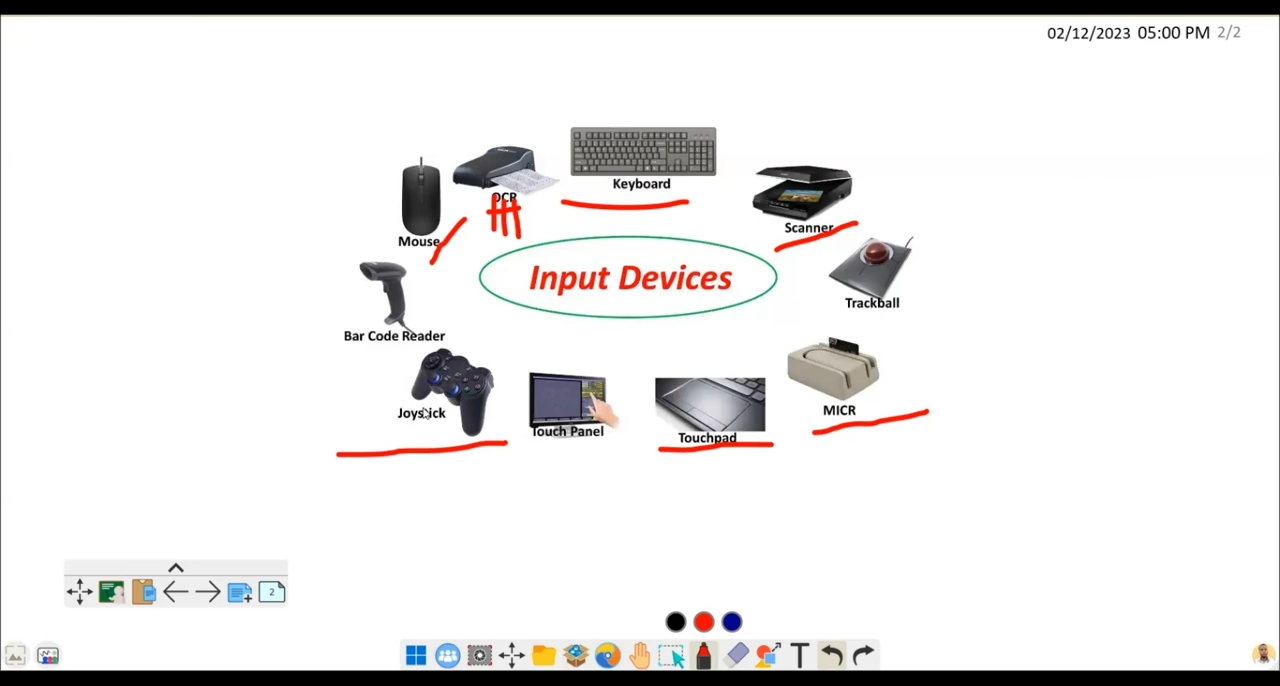 02/12/2023 05:00 PM 2/2
Keyboard
OCR
Scanner
Mouse
Input Devices
Trackball
Bar Code Reader
MICR
Joystick
Touch Panel
Touchpad
2
T